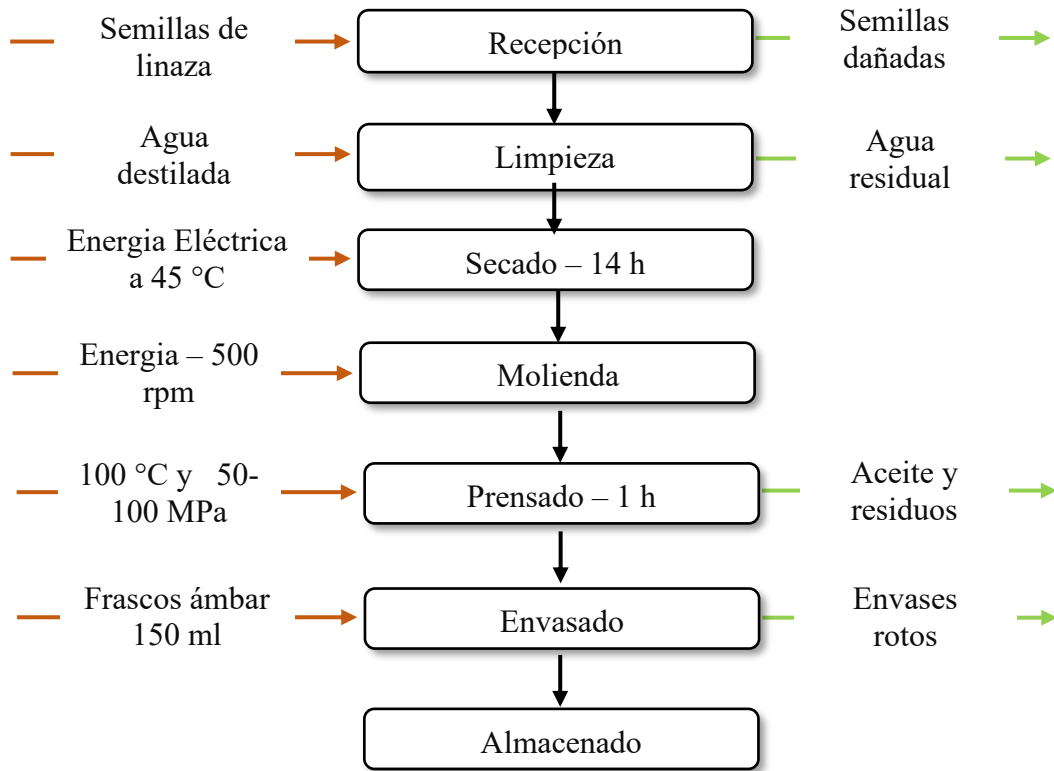 Semillas de
linaza
Recepción
Semillas
dañadas
Agua
destilada
Limpieza
Agua
residual
Energia Eléctrica
a 45 °C
Secado – 14 h
Energia – 500
rpm
Molienda
100 °C y 50-
100 MPa
Prensado – 1 h
Aceite y
residuos
Frascos ámbar
150 ml
Envasado
Envases
rotos
Almacenado